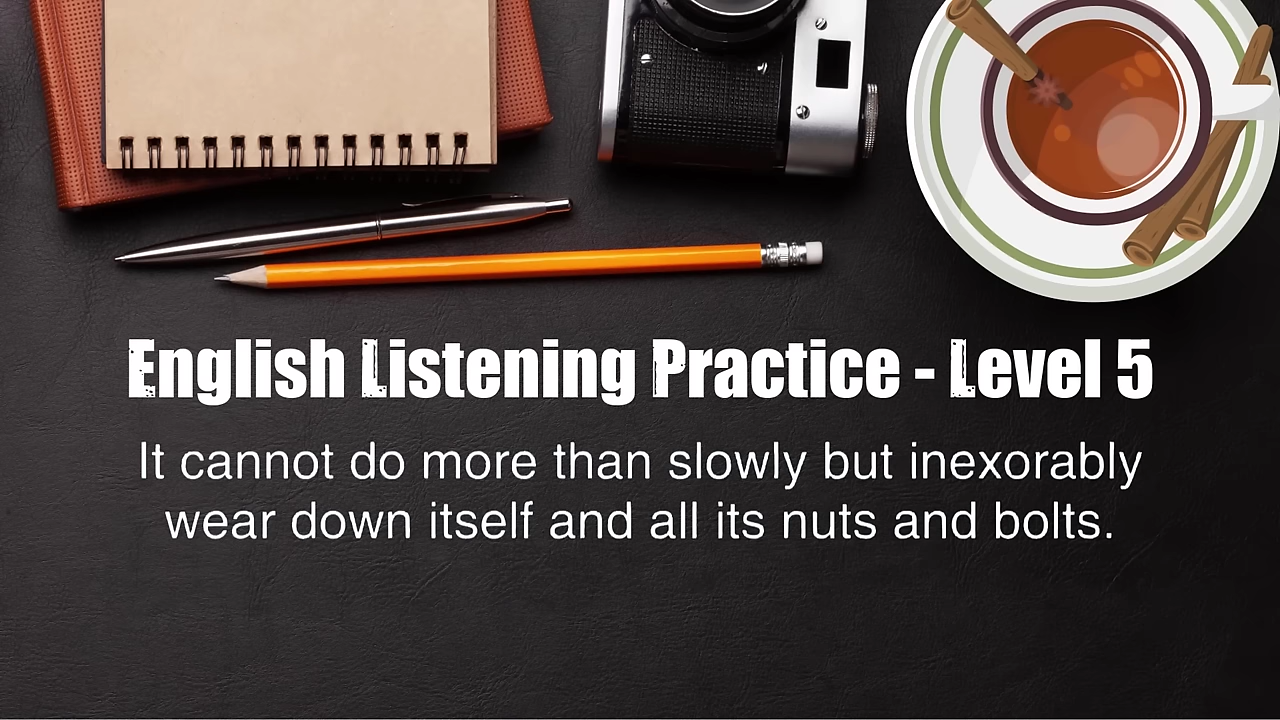 English Listening Practice - Level 5
It cannot do more than slowly but inexorably
wear down itself and all its nuts and bolts.